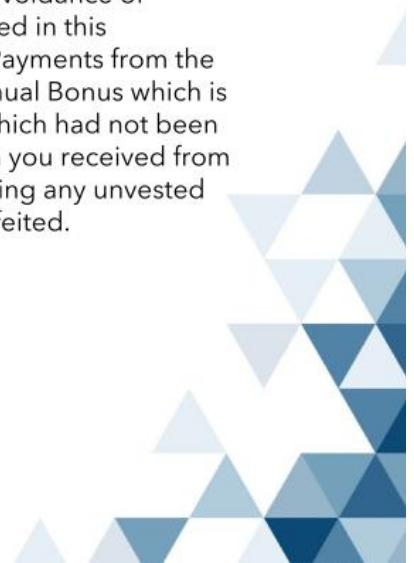 ed in this
ayments from the
nual Bonus which is
hich had not been
you received from
ing any unvested
feited.